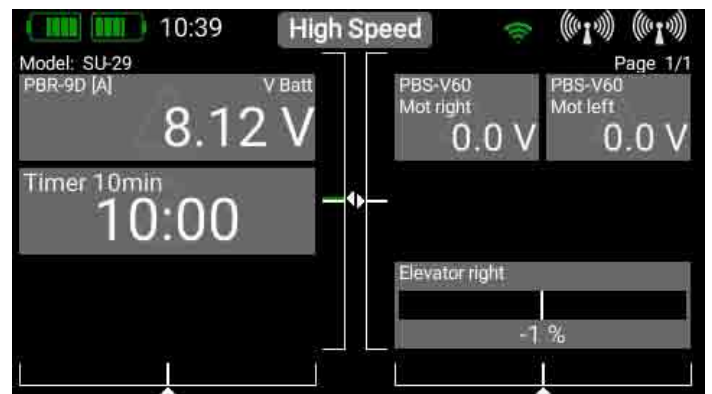 10:39 High Speed
Model: SU-29 Page 1/1
PBR-9D [A] V Batt
8.12 V
PBS-V60 PBS-V60
Mot right Mot left
0.0 V 0.0 V
Timer 10min
10:00
Elevator right
-1 %